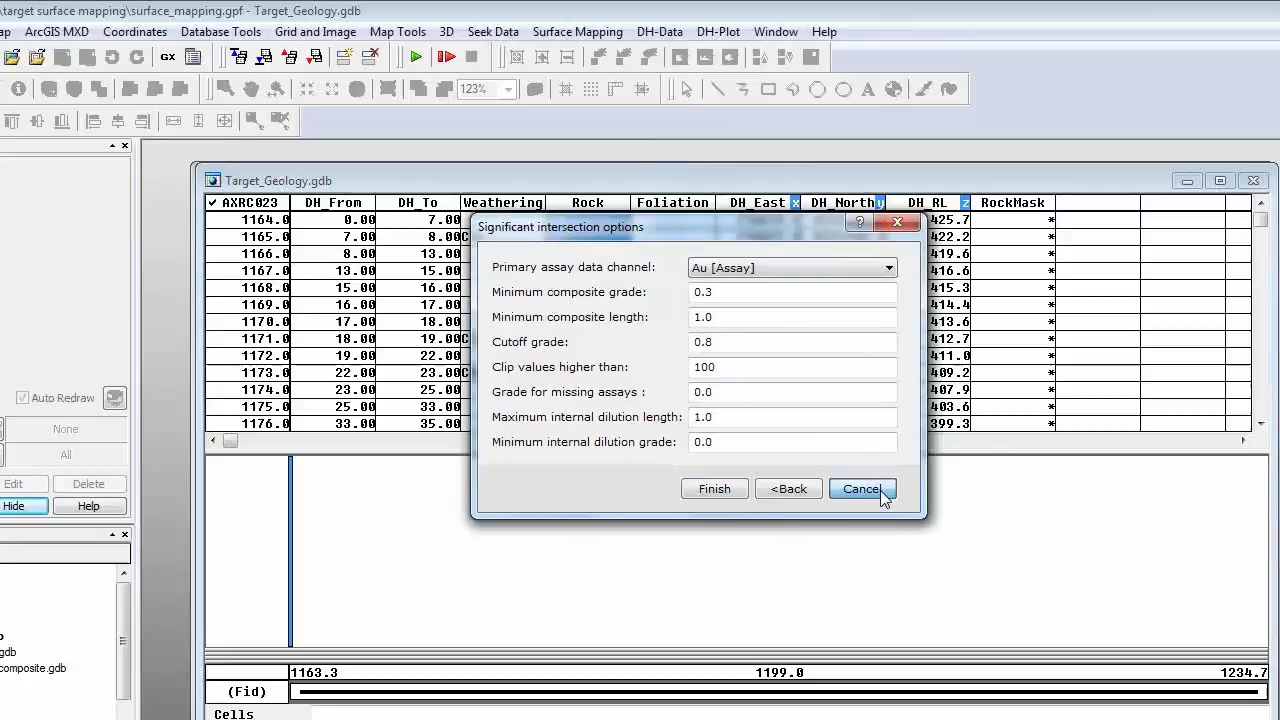 \target surface mapping\surface_mapping.gpf - Target_Geology.gdb
ap ArcGIS MXD Coordinates Database Tools Grid and Image Map Tools 3D Seek Data Surface Mapping DH-Data DH-Plot Window Help
GX
123%
A
Target_Geology.gdb
✓ AXRC023 DH_From DH_To Weathering Rock Foliation DH_East x DH_North y DH_RL z RockMask
1164.0 0.00 7.00 425.7 *
1165.0 7.00 8.00 C 422.2 *
1166.0 8.00 13.00 419.6 *
1167.0 13.00 15.00 416.6 *
1168.0 15.00 16.00 415.3 *
1169.0 16.00 17.00 414.4 *
1170.0 17.00 18.00 413.6 *
1171.0 18.00 19.00 C 412.7 *
1172.0 19.00 22.00 411.0 *
1173.0 22.00 23.00 C 409.2 *
1174.0 23.00 25.00 407.9 *
1175.0 25.00 33.00 403.6 *
1176.0 33.00 35.00 399.3 *
Significant intersection options
?
Primary assay data channel: Au [Assay]
Minimum composite grade: 0.3
Minimum composite length: 1.0
Cutoff grade: 0.8
Clip values higher than: 100
Grade for missing assays : 0.0
Maximum internal dilution length: 1.0
Minimum internal dilution grade: 0.0
Finish <Back Cancel
Auto Redraw
None
All
Edit Delete
Hide Help
gdb
composite.gdb
1163.3 1199.0 1234.7
(Fid)
Cells